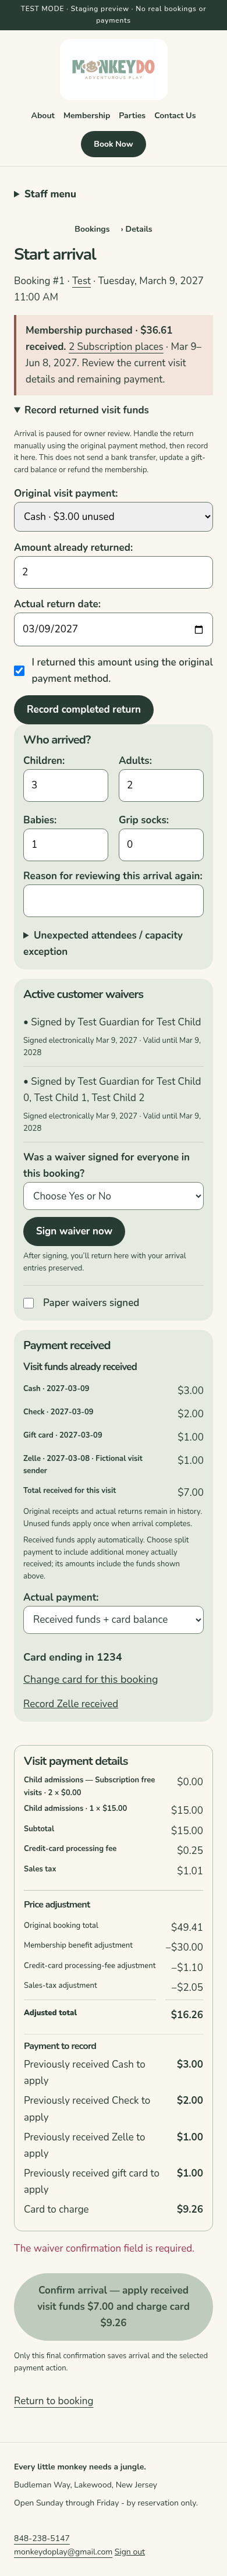 TEST MODE · Staging preview · No real bookings or
payments
MONKEYDO
ADVENTUROUS PLAY
About Membership Parties Contact Us
Book Now
Staff menu
Bookings › Details
Start arrival
Booking #1 · Test · Tuesday, March 9, 2027
11:00 AM
Membership purchased · $36.61
received. 2 Subscription places · Mar 9–
Jun 8, 2027. Review the current visit
details and remaining payment.
Record returned visit funds
Arrival is paused for owner review. Handle the return
manually using the original payment method, then record
it here. This does not send a bank transfer, update a gift-
card balance or refund the membership.
Original visit payment:
Cash · $3.00 unused
Amount already returned:
2
Actual return date:
03/09/2027
I returned this amount using the original
payment method.
Record completed return
Who arrived?
Children: Adults:
3 2
Babies: Grip socks:
1 0
Reason for reviewing this arrival again:
Unexpected attendees / capacity
exception
Active customer waivers
• Signed by Test Guardian for Test Child
Signed electronically Mar 9, 2027 · Valid until Mar 9,
2028
• Signed by Test Guardian for Test Child
0, Test Child 1, Test Child 2
Signed electronically Mar 9, 2027 · Valid until Mar 9,
2028
Was a waiver signed for everyone in
this booking?
Choose Yes or No
Sign waiver now
After signing, you'll return here with your arrival
entries preserved.
Paper waivers signed
Payment received
Visit funds already received
Cash · 2027-03-09 $3.00
Check · 2027-03-09 $2.00
Gift card · 2027-03-09 $1.00
Zelle · 2027-03-08 · Fictional visit
sender $1.00
Total received for this visit $7.00
Original receipts and actual returns remain in history.
Unused funds apply once when arrival completes.
Received funds apply automatically. Choose split
payment to include additional money actually
received; its amounts include the funds shown
above.
Actual payment:
Received funds + card balance
Card ending in 1234
Change card for this booking
Record Zelle received
Visit payment details
Child admissions — Subscription free
visits · 2 × $0.00 $0.00
Child admissions · 1 × $15.00 $15.00
Subtotal $15.00
Credit-card processing fee $0.25
Sales tax $1.01
Price adjustment
Original booking total $49.41
Membership benefit adjustment −$30.00
Credit-card processing-fee adjustment −$1.10
Sales-tax adjustment −$2.05
Adjusted total $16.26
Payment to record
Previously received Cash to
apply $3.00
Previously received Check to
apply $2.00
Previously received Zelle to
apply $1.00
Previously received gift card to
apply $1.00
Card to charge $9.26
The waiver confirmation field is required.
Confirm arrival — apply received
visit funds $7.00 and charge card
$9.26
Only this final confirmation saves arrival and the selected
payment action.
Return to booking
Every little monkey needs a jungle.
Budleman Way, Lakewood, New Jersey
Open Sunday through Friday - by reservation only.
848-238-5147
monkeydoplay@gmail.com Sign out